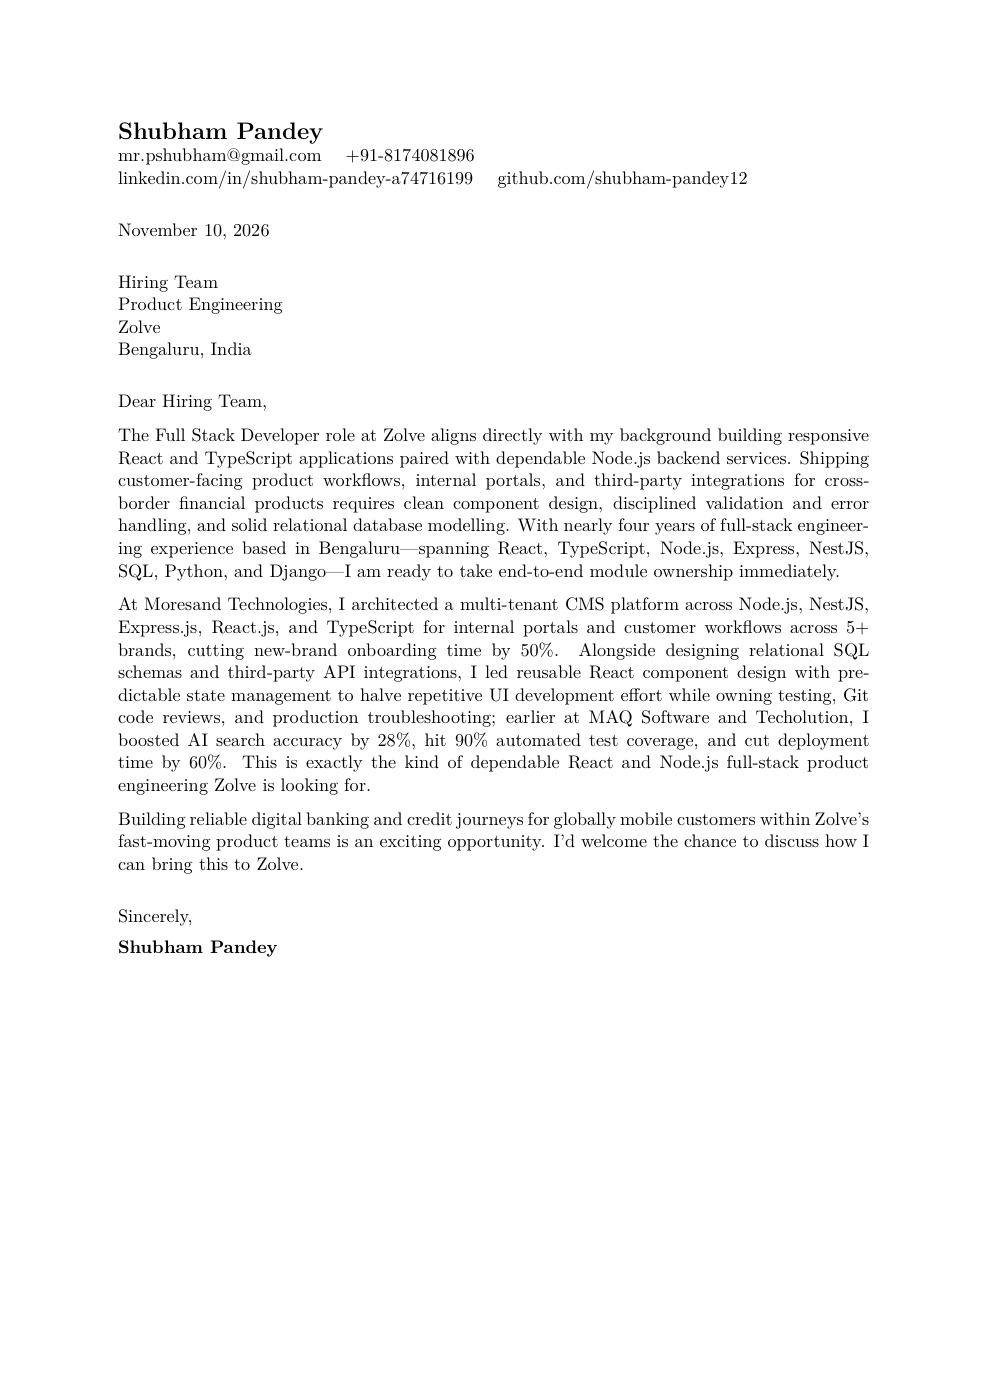 Shubham Pandey
mr.pshubham@gmail.com +91-8174081896
linkedin.com/in/shubham-pandey-a74716199 github.com/shubham-pandey12
November 10, 2026
Hiring Team
Product Engineering
Zolve
Bengaluru, India
Dear Hiring Team,
The Full Stack Developer role at Zolve aligns directly with my background building responsive
React and TypeScript applications paired with dependable Node.js backend services. Shipping
customer-facing product workflows, internal portals, and third-party integrations for cross-
border financial products requires clean component design, disciplined validation and error
handling, and solid relational database modelling. With nearly four years of full-stack engineer-
ing experience based in Bengaluru—spanning React, TypeScript, Node.js, Express, NestJS,
SQL, Python, and Django—I am ready to take end-to-end module ownership immediately.
At Moresand Technologies, I architected a multi-tenant CMS platform across Node.js, NestJS,
Express.js, React.js, and TypeScript for internal portals and customer workflows across 5+
brands, cutting new-brand onboarding time by 50%. Alongside designing relational SQL
schemas and third-party API integrations, I led reusable React component design with pre-
dictable state management to halve repetitive UI development effort while owning testing, Git
code reviews, and production troubleshooting; earlier at MAQ Software and Techolution, I
boosted AI search accuracy by 28%, hit 90% automated test coverage, and cut deployment
time by 60%. This is exactly the kind of dependable React and Node.js full-stack product
engineering Zolve is looking for.
Building reliable digital banking and credit journeys for globally mobile customers within Zolve's
fast-moving product teams is an exciting opportunity. I'd welcome the chance to discuss how I
can bring this to Zolve.
Sincerely,
Shubham Pandey